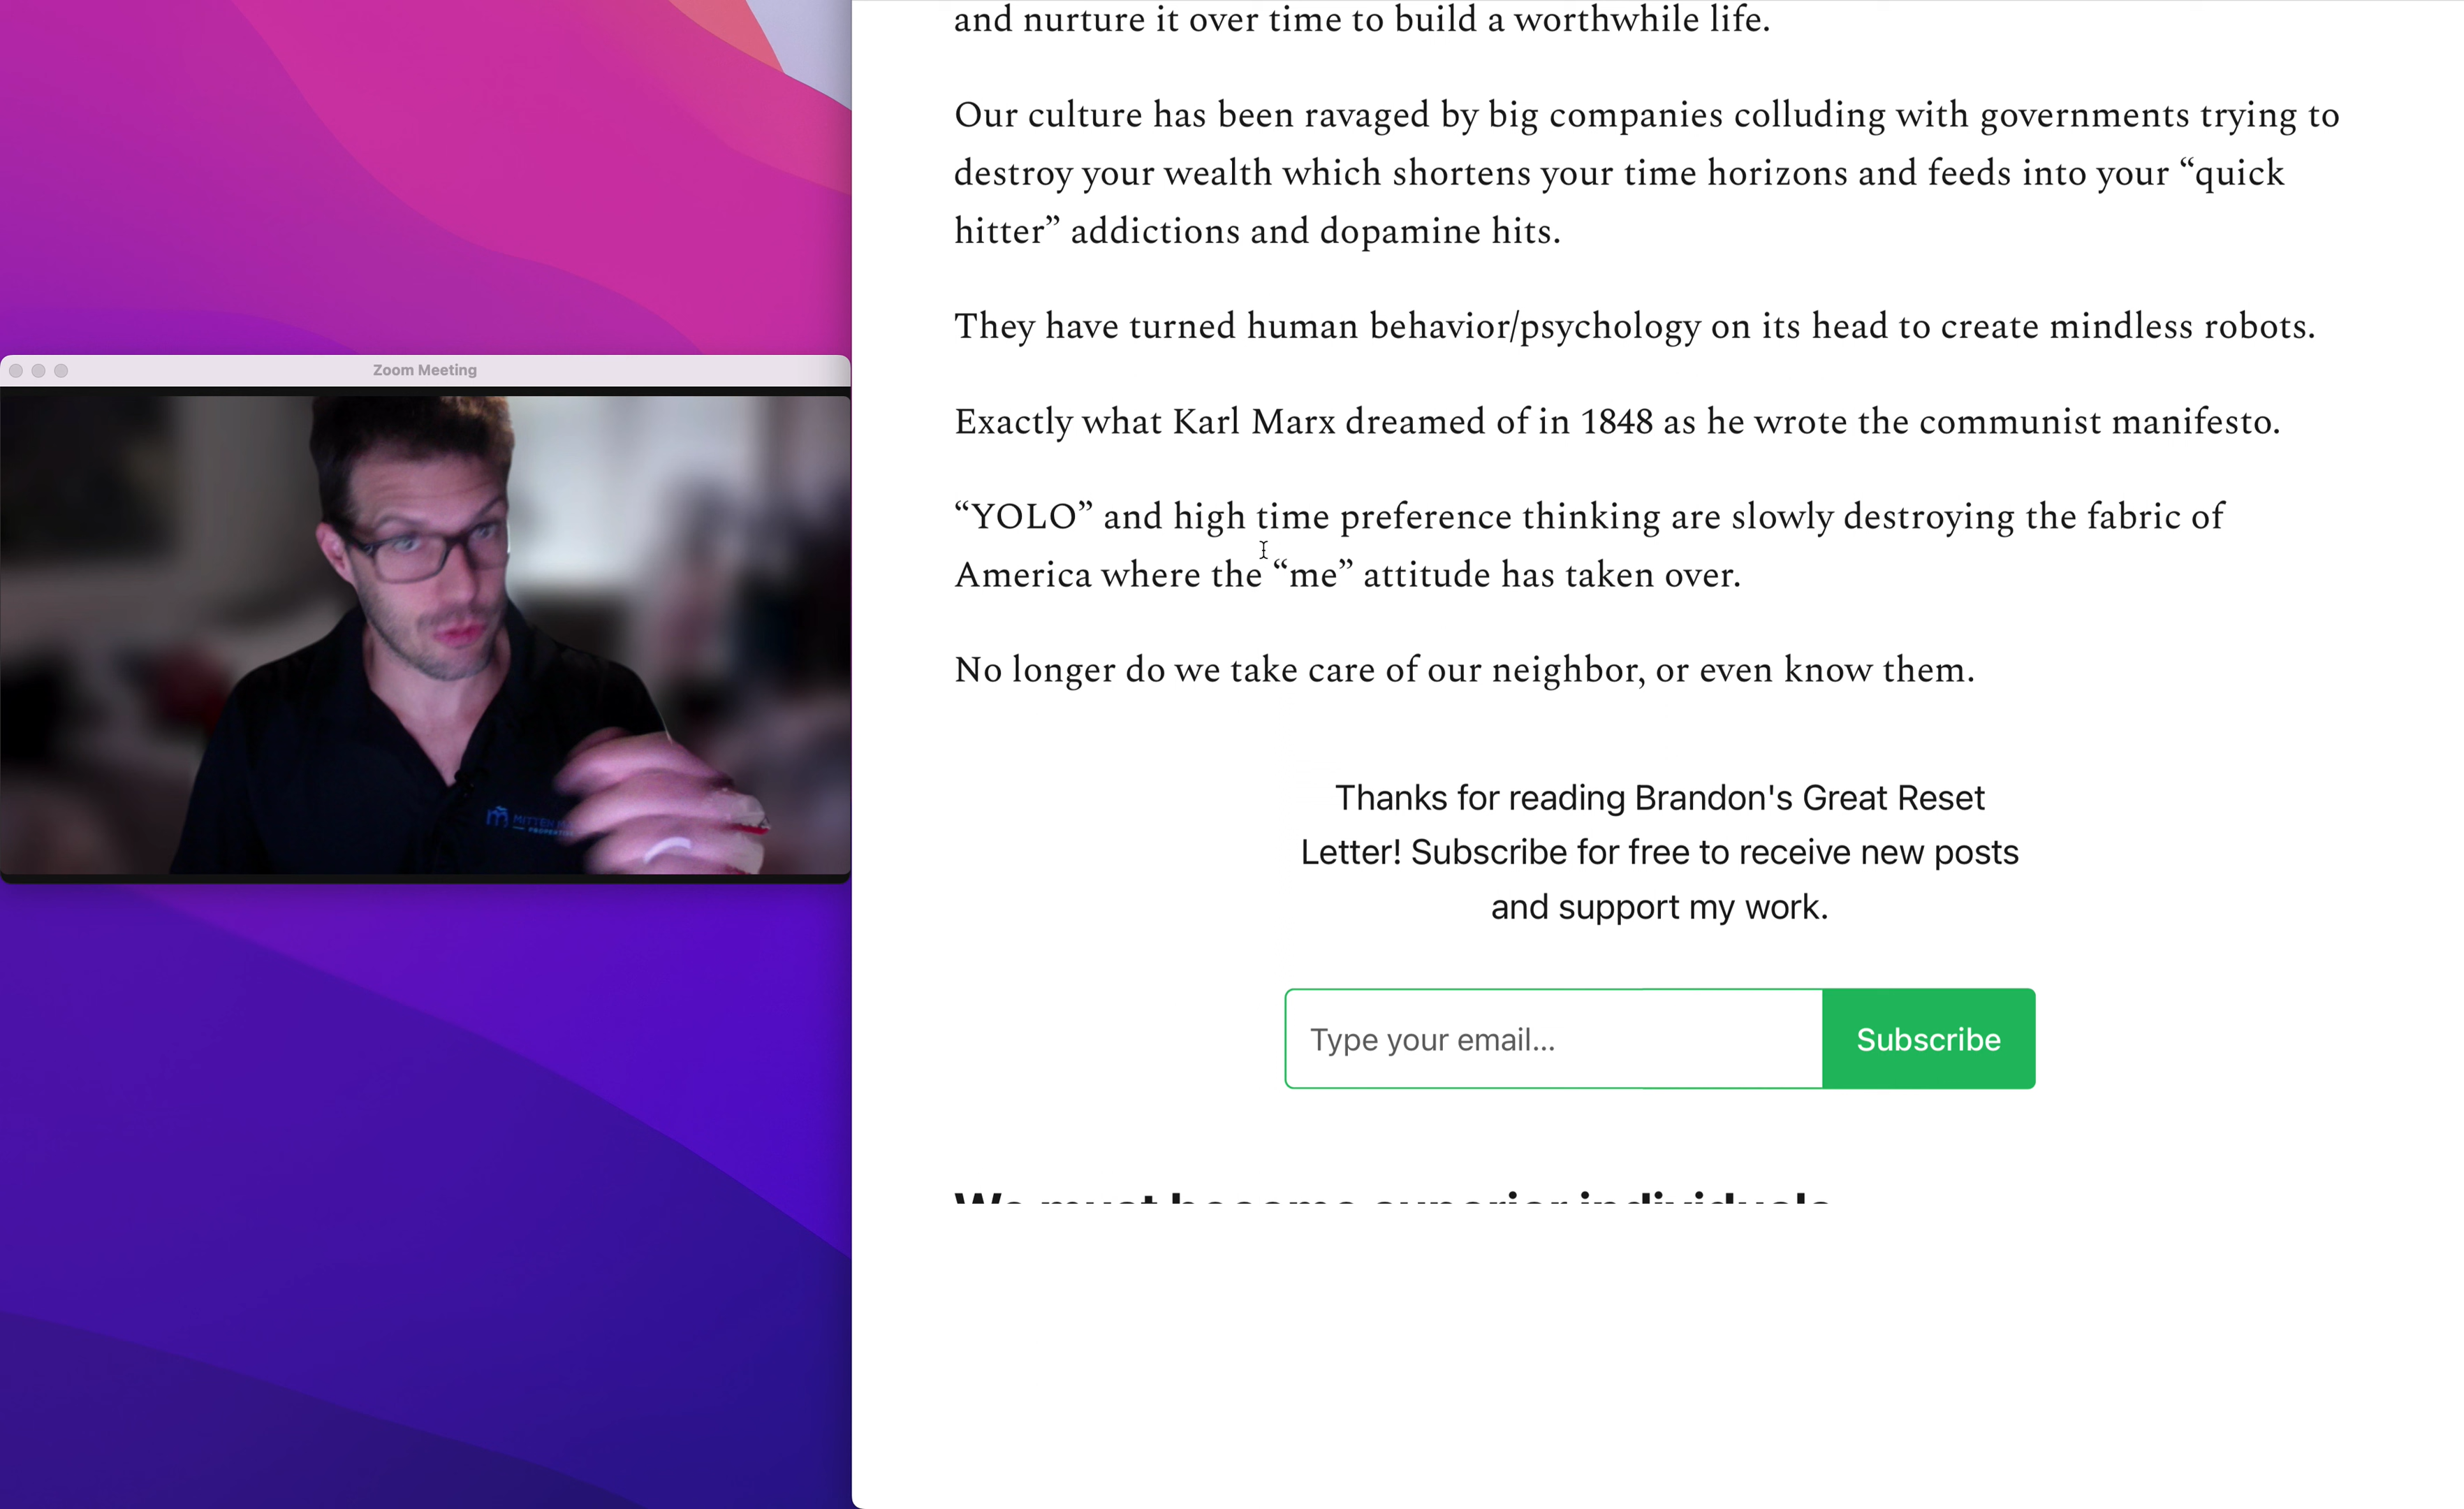 and nurture it over time to build a worthwhile life.
Our culture has been ravaged by big companies colluding with governments trying to
destroy your wealth which shortens your time horizons and feeds into your “quick
hitter” addictions and dopamine hits.
They have turned human behavior/psychology on its head to create mindless robots.
Exactly what Karl Marx dreamed of in 1848 as he wrote the communist manifesto.
“YOLO” and high time preference thinking are slowly destroying the fabric of
America where the “me” attitude has taken over.
No longer do we take care of our neighbor, or even know them.
Thanks for reading Brandon's Great Reset
Letter! Subscribe for free to receive new posts
and support my work.
Type your email...
Subscribe
We must become superior individuals
Zoom Meeting
MITTEN